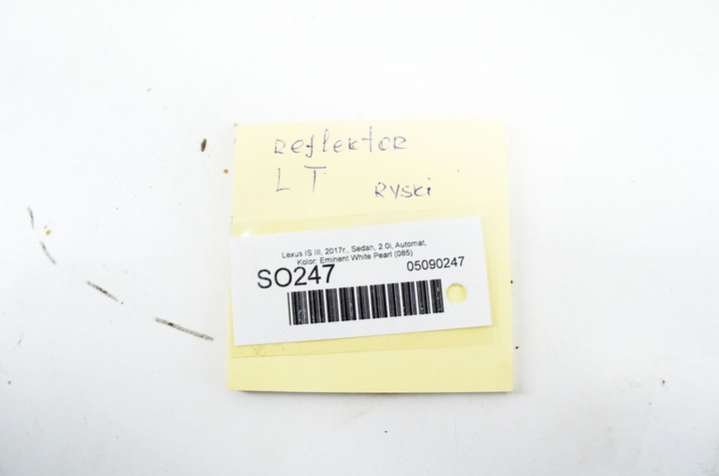 Reflektor
LT Ryski
Lexus IS III, 2017r., Sedan, 2.0i, Automat,
Kolor: Eminent White Pearl (085)
SO247
05090247